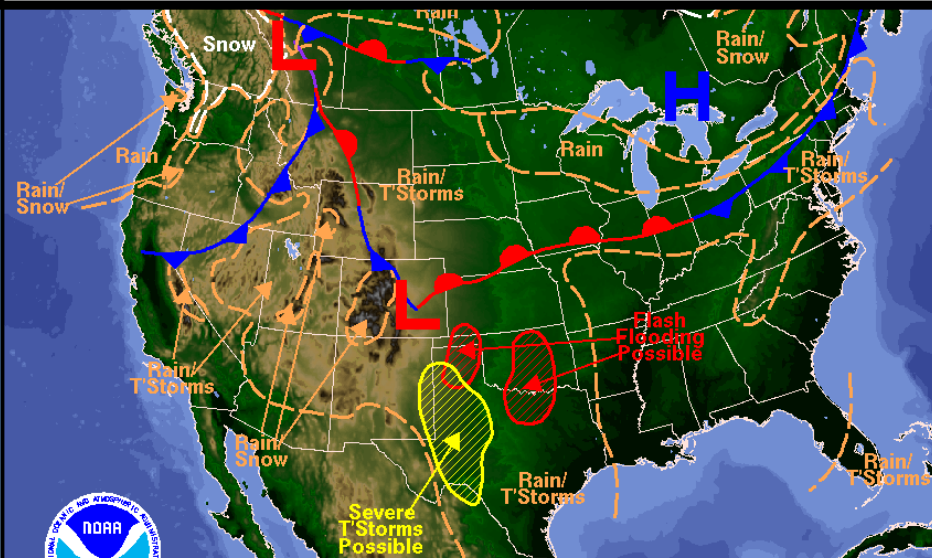 Rain
Snow
L
Rain/
Snow
H
Rain
Rain
Rain/
T'Storms
Rain/
T'Storms
Rain/
Snow
L
Flash
Flooding
Possible
Rain/
T'Storms
Rain/
Snow
Rain/
T'Storms
Rain/
T'Storms
Severe
T'Storms
Possible
NOAA